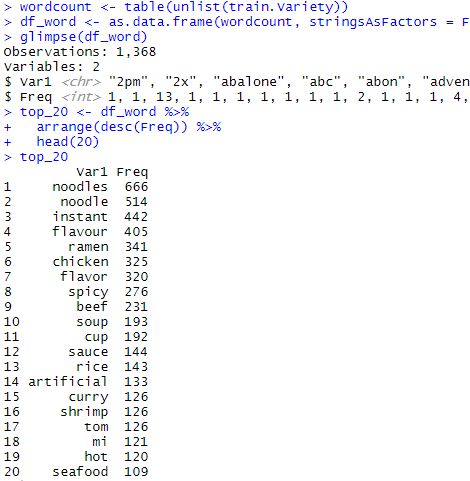 > wordcount <- table(unlist(train.Variety))
> df_word <- as.data.frame(wordcount, stringsAsFactors = F
> glimpse(df_word)
Observations: 1,368
Variables: 2
$ Var1 <chr> "2pm", "2x", "abalone", "abc", "abon", "adven
$ Freq <int> 1, 1, 13, 1, 1, 1, 1, 1, 1, 1, 2, 1, 1, 1, 4,
> top_20 <- df_word %>%
+   arrange(desc(Freq)) %>%
+   head(20)
> top_20
         Var1 Freq
1     noodles  666
2      noodle  514
3     instant  442
4     flavour  405
5       ramen  341
6     chicken  325
7      flavor  320
8       spicy  276
9        beef  231
10       soup  193
11        cup  192
12      sauce  144
13       rice  143
14 artificial  133
15      curry  126
16     shrimp  126
17        tom  126
18         mi  121
19        hot  120
20    seafood  109